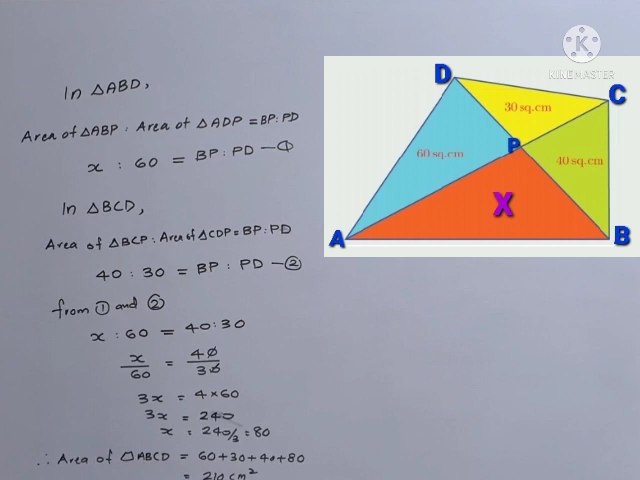 In △ABD,
Area of △ABP : Area of △ADP = BP:PD
x : 60 = BP:PD —①
In △BCD,
Area of △BCP : Area of △CDP = BP:PD
40 : 30 = BP : PD —②
from ① and ②
x : 60 = 40:30
x/60 = 40/30
3x = 4×60
3x = 240
x = 240/3 = 80
∴ Area of □ABCD = 60+30+40+80
= 210 cm²
KINEMASTER
D
C
30 sq.cm
P
60 sq.cm
40 sq.cm
X
A
B